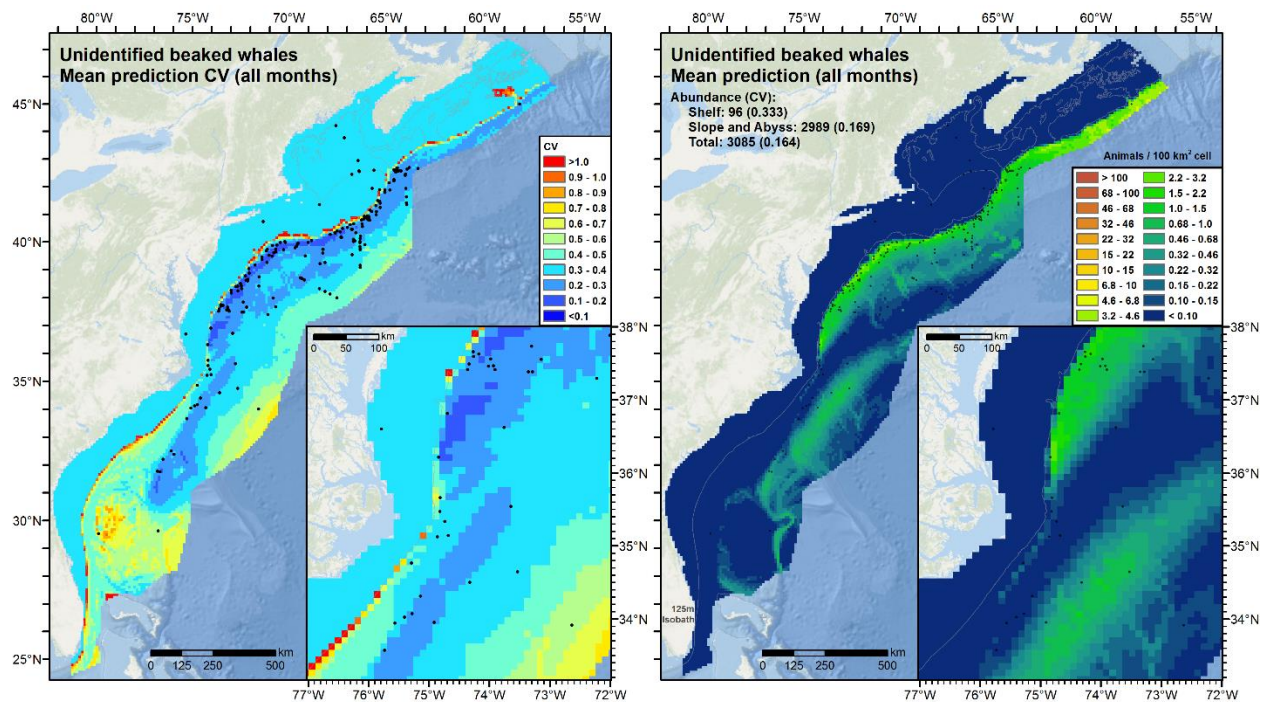 80°W 75°W 70°W 65°W 60°W 55°W
Unidentified beaked whales
Mean prediction CV (all months)
45°N
40°N
35°N
30°N
25°N
CV
>1.0
0.9 - 1.0
0.8 - 0.9
0.7 - 0.8
0.6 - 0.7
0.5 - 0.6
0.4 - 0.5
0.3 - 0.4
0.2 - 0.3
0.1 - 0.2
<0.1
km
0 50 100
38°N
37°N
36°N
35°N
34°N
km
0 125 250 500
77°W 76°W 75°W 74°W 73°W 72°W
80°W 75°W 70°W 65°W 60°W 55°W
Unidentified beaked whales
Mean prediction (all months)
Abundance (CV):
Shelf: 96 (0.333)
Slope and Abyss: 2989 (0.169)
Total: 3085 (0.164)
45°N
40°N
35°N
30°N
25°N
Animals / 100 km² cell
> 100 2.2 - 3.2
68 - 100 1.5 - 2.2
46 - 68 1.0 - 1.5
32 - 46 0.68 - 1.0
22 - 32 0.46 - 0.68
15 - 22 0.32 - 0.46
10 - 15 0.22 - 0.32
6.8 - 10 0.15 - 0.22
4.6 - 6.8 0.10 - 0.15
3.2 - 4.6 < 0.10
km
0 50 100
38°N
37°N
36°N
35°N
34°N
125m
Isobath
km
0 125 250 500
77°W 76°W 75°W 74°W 73°W 72°W